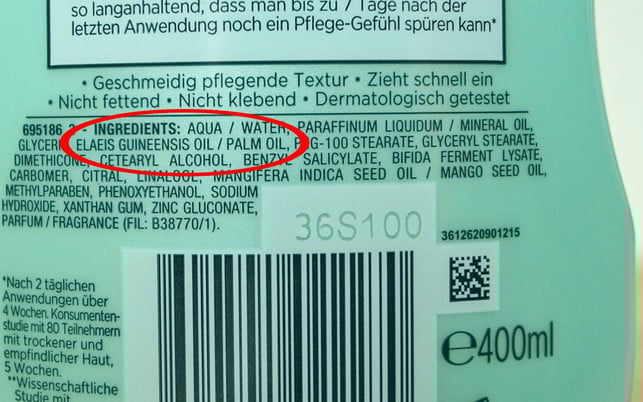 so langanhaltend, dass man bis zu 7 Tage nach der
letzten Anwendung noch ein Pflege-Gefühl spüren kann*
• Geschmeidig pflegende Textur • Zieht schnell ein
• Nicht fettend • Nicht klebend • Dermatologisch getestet
695186 - INGREDIENTS: AQUA / WATER, PARAFFINUM LIQUIDUM / MINERAL OIL,
ELAEIS GUINEENSIS OIL / PALM OIL, STEARATE, GLYCERYL STEARATE,
DIMETHICONE, CETEARYL ALCOHOL, BENZYL SALICYLATE, BIFIDA FERMENT LYSATE,
CARBOMER, CITRAL, LINALOOL, MANGIFERA INDICA SEED OIL / MANGO SEED OIL,
METHYLPARABEN, PHENOXYETHANOL, SODIUM
HYDROXIDE, XANTHAN GUM, ZINC GLUCONATE,
PARFUM / FRAGRANCE (FIL: B38770/1).
36S100
3612620901215
*Nach 2 täglichen
Anwendungen über
4 Wochen. Konsumenten-
studie mit 80 Teilnehmern
mit trockener und
empfindlicher Haut,
5 Wochen.
**Wissenschaftliche
Studie mit
℮400ml